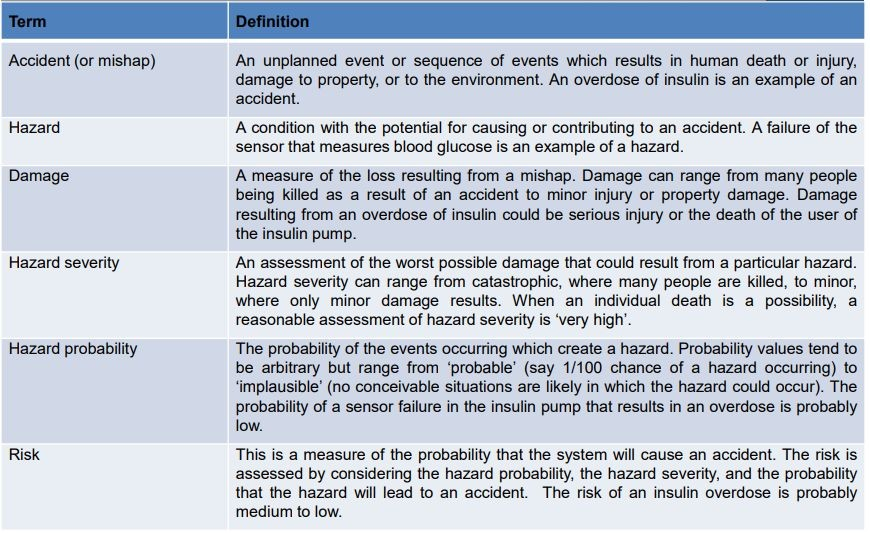 Term
Definition
Accident (or mishap)
An unplanned event or sequence of events which results in human death or injury,
damage to property, or to the environment. An overdose of insulin is an example of an
accident.
Hazard
A condition with the potential for causing or contributing to an accident. A failure of the
sensor that measures blood glucose is an example of a hazard.
Damage
A measure of the loss resulting from a mishap. Damage can range from many people
being killed as a result of an accident to minor injury or property damage. Damage
resulting from an overdose of insulin could be serious injury or the death of the user of
the insulin pump.
Hazard severity
An assessment of the worst possible damage that could result from a particular hazard.
Hazard severity can range from catastrophic, where many people are killed, to minor,
where only minor damage results. When an individual death is a possibility, a
reasonable assessment of hazard severity is ‘very high’.
Hazard probability
The probability of the events occurring which create a hazard. Probability values tend to
be arbitrary but range from ‘probable’ (say 1/100 chance of a hazard occurring) to
‘implausible’ (no conceivable situations are likely in which the hazard could occur). The
probability of a sensor failure in the insulin pump that results in an overdose is probably
low.
Risk
This is a measure of the probability that the system will cause an accident. The risk is
assessed by considering the hazard probability, the hazard severity, and the probability
that the hazard will lead to an accident. The risk of an insulin overdose is probably
medium to low.